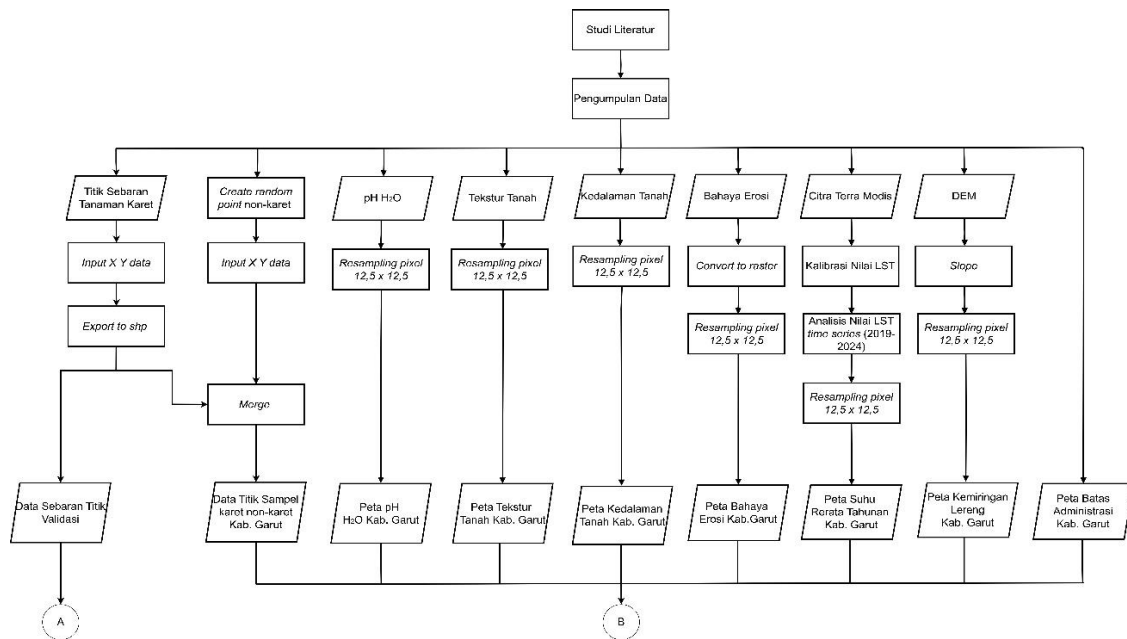 Studi Literatur
Pengumpulan Data
Titik Sebaran
Tanaman Karet
Create random
point non-karet
pH H₂O
Tekstur Tanah
Kedalaman Tanah
Bahaya Erosi
Citra Terra Modis
DEM
Input X Y data
Input X Y data
Resampling pixel
12,5 x 12,5
Resampling pixel
12,5 x 12,5
Resampling pixel
12,5 x 12,5
Convert to raster
Kalibrasi Nilai LST
Slope
Export to shp
Resampling pixel
12,5 x 12,5
Analisis Nilai LST
time series (2019-
2024)
Resampling pixel
12,5 x 12,5
Merge
Resampling pixel
12,5 x 12,5
Data Sebaran Titik
Validasi
Data Titik Sampel
karet non-karet
Kab. Garut
Peta pH
H₂O Kab. Garut
Peta Tekstur
Tanah Kab. Garut
Peta Kedalaman
Tanah Kab. Garut
Peta Bahaya
Erosi Kab.Garut
Peta Suhu
Rerata Tahunan
Kab. Garut
Peta Kemiringan
Lereng
Kab. Garut
Peta Batas
Administrasi
Kab. Garut
A
B